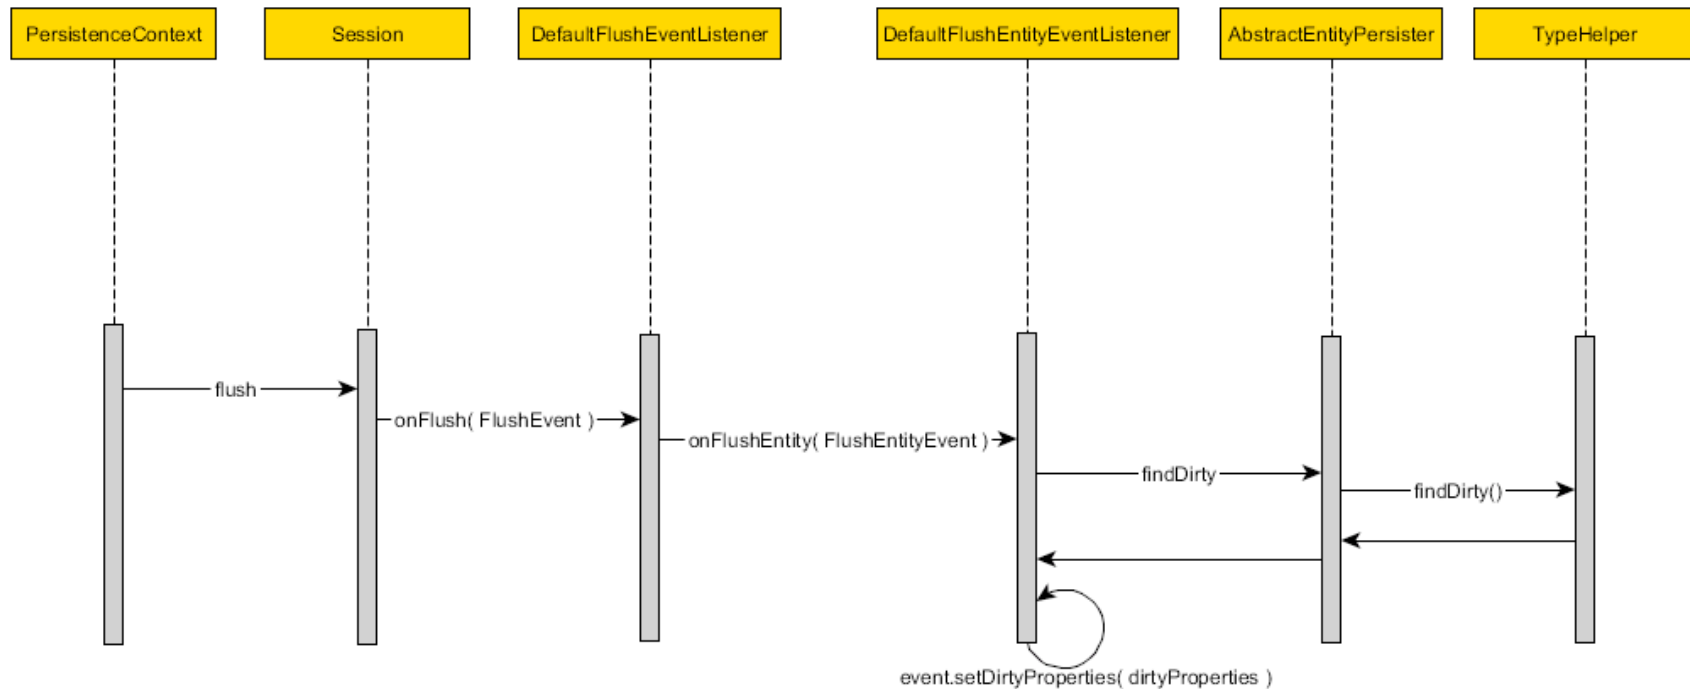 PersistenceContext
Session
DefaultFlushEventListener
DefaultFlushEntityEventListener
AbstractEntityPersister
TypeHelper
flush
onFlush( FlushEvent )
onFlushEntity( FlushEntityEvent )
findDirty
findDirty()
event.setDirtyProperties( dirtyProperties )